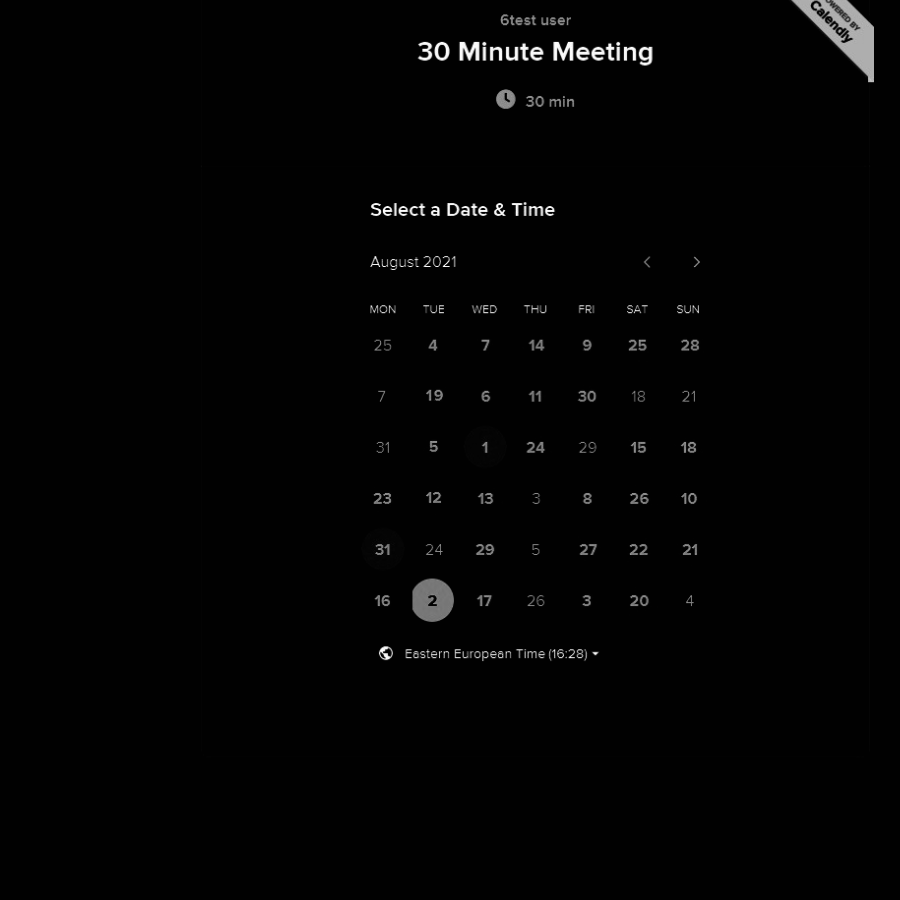 6test user
POWERED BY
Calendly
30 Minute Meeting
30 min
Select a Date & Time
August 2021
MON TUE WED THU FRI SAT SUN
25 4 7 14 9 25 28
7 19 6 11 30 18 21
31 5 1 24 29 15 18
23 12 13 3 8 26 10
31 24 29 5 27 22 21
16 2 17 26 3 20 4
Eastern European Time (16:28)